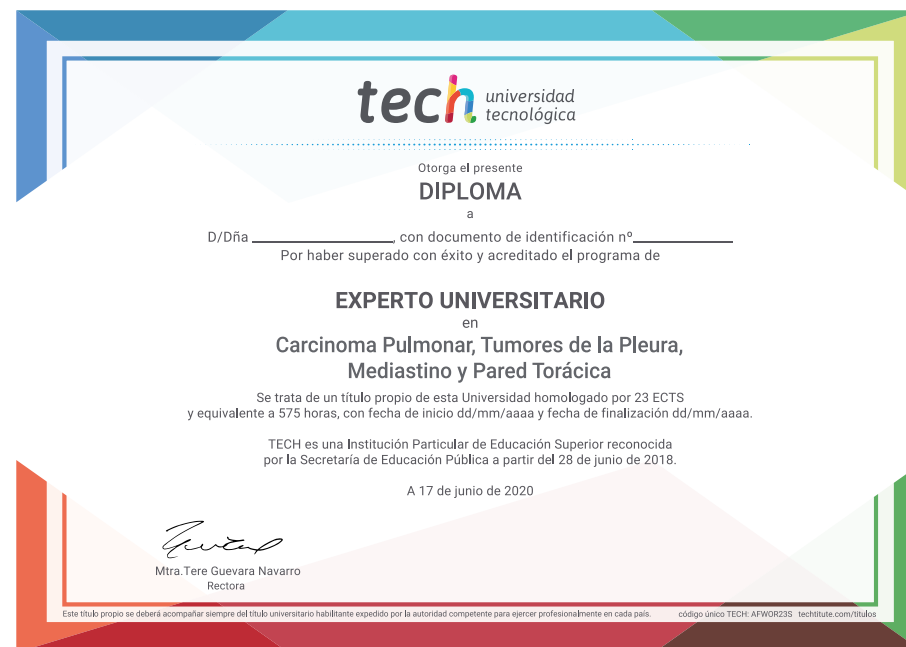 tech universidad
tecnológica
Otorga el presente
DIPLOMA
a
D/Dña ____________________, con documento de identificación nº______________
Por haber superado con éxito y acreditado el programa de
EXPERTO UNIVERSITARIO
en
Carcinoma Pulmonar, Tumores de la Pleura,
Mediastino y Pared Torácica
Se trata de un título propio de esta Universidad homologado por 23 ECTS
y equivalente a 575 horas, con fecha de inicio dd/mm/aaaa y fecha de finalización dd/mm/aaaa.
TECH es una Institución Particular de Educación Superior reconocida
por la Secretaría de Educación Pública a partir del 28 de junio de 2018.
A 17 de junio de 2020
Mtra.Tere Guevara Navarro
Rectora
Este título propio se deberá acompañar siempre del título universitario habilitante expedido por la autoridad competente para ejercer profesionalmente en cada país. código único TECH: AFWOR23S techtitute.com/titulos